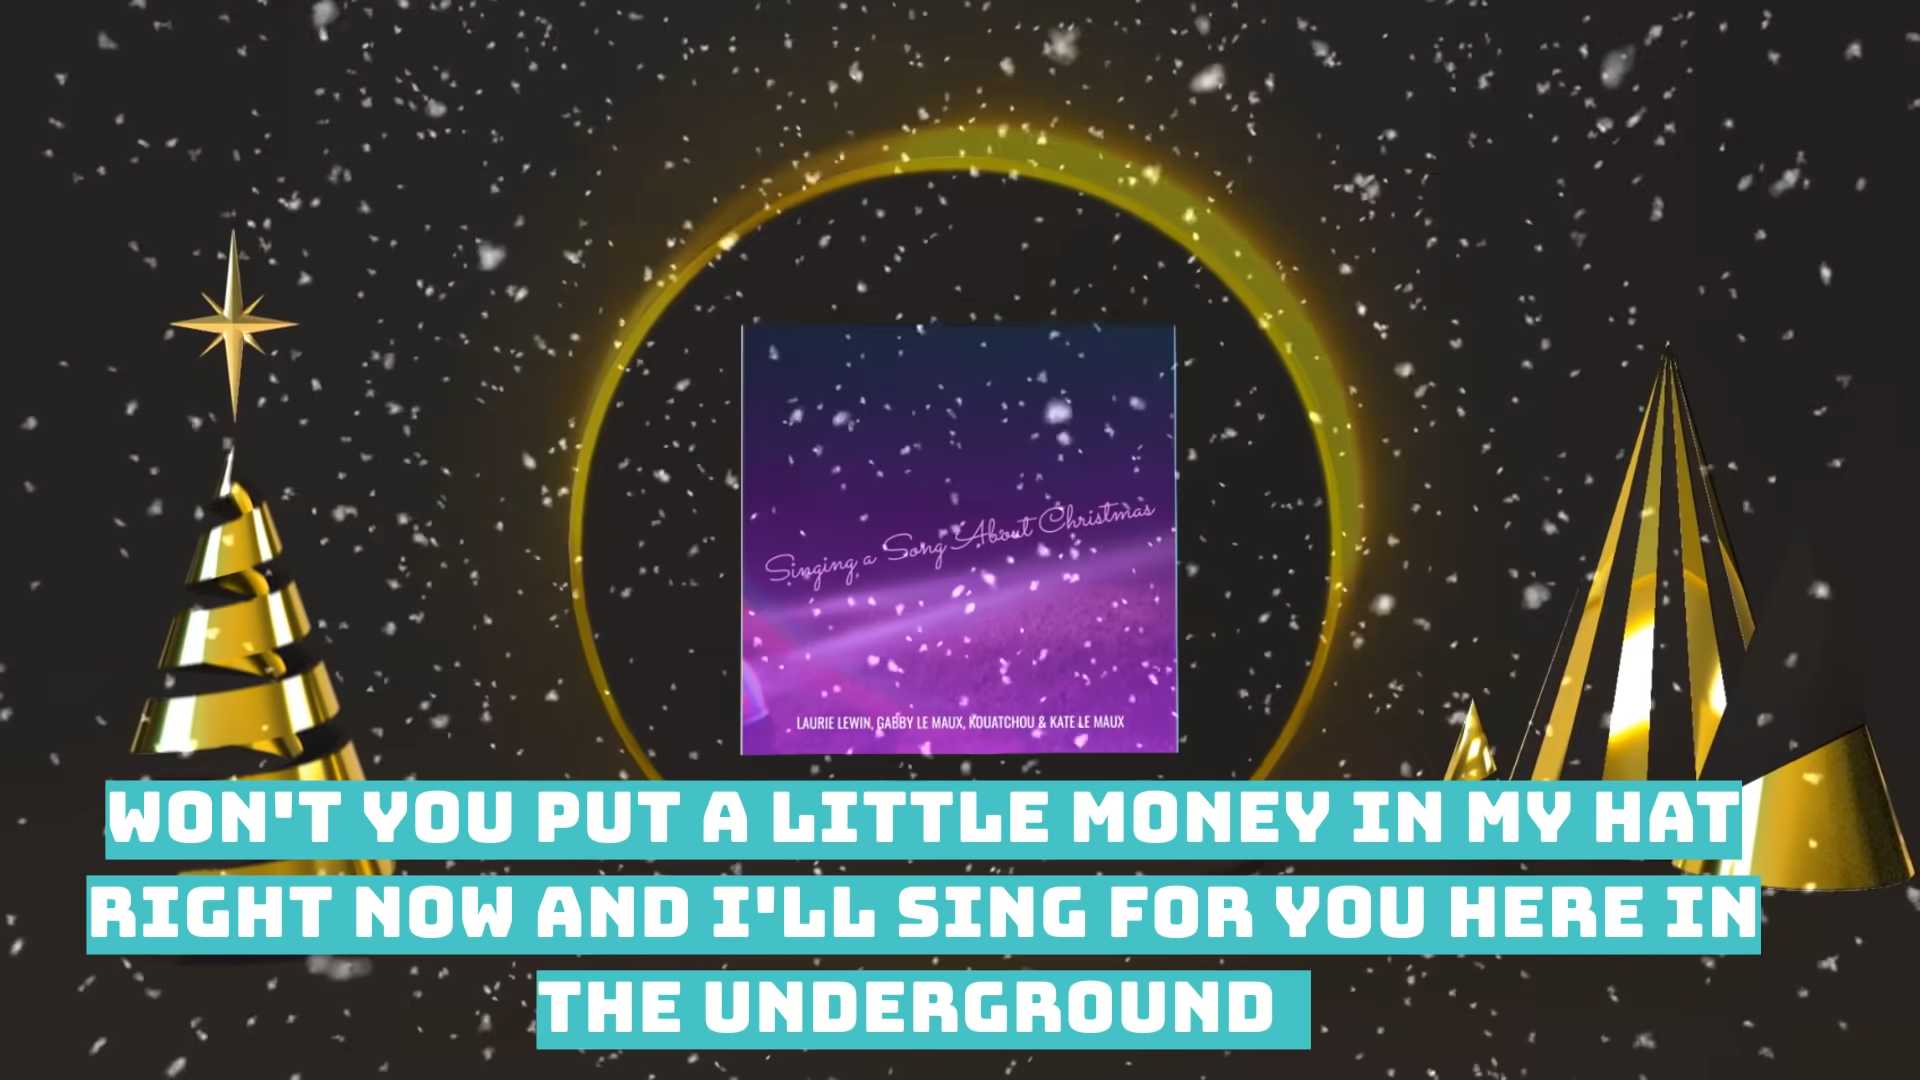 Singing a Song About Christmas
LAURIE LEWIN, GABBY LE MAUX, KOUATCHOU & KATE LE MAUX
WON'T YOU PUT A LITTLE MONEY IN MY HAT
RIGHT NOW AND I'LL SING FOR YOU HERE IN
THE UNDERGROUND